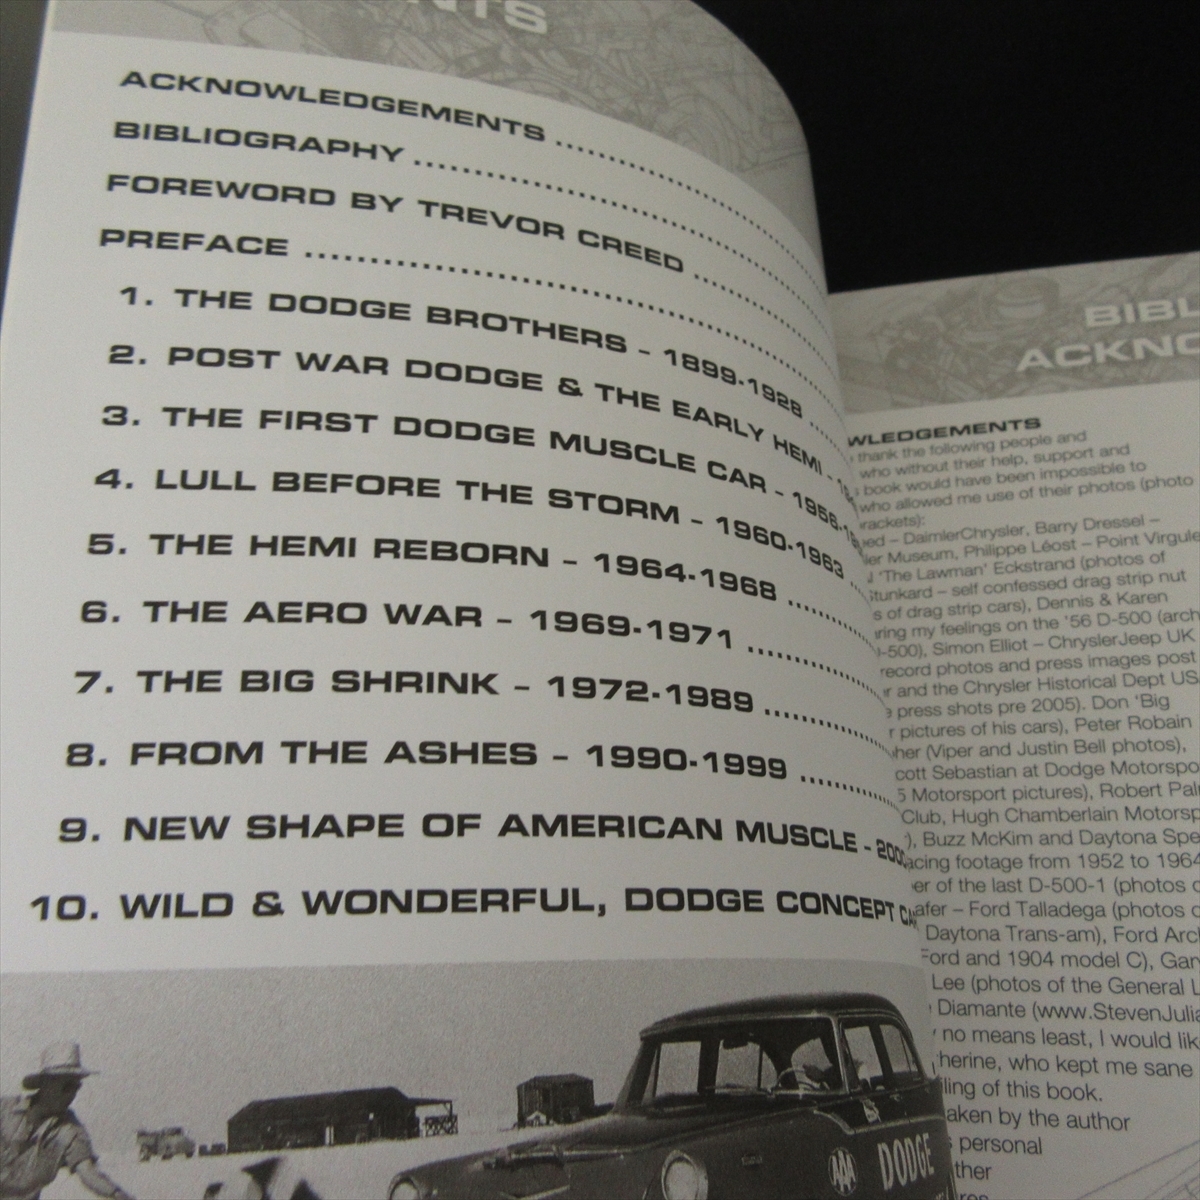 ACKNOWLEDGEMENTS
BIBLIOGRAPHY
FOREWORD BY TREVOR CREED
PREFACE
1. THE DODGE BROTHERS - 1899-1928
2. POST WAR DODGE & THE EARLY HEMI -
3. THE FIRST DODGE MUSCLE CAR - 1956-
4. LULL BEFORE THE STORM - 1960-1963
5. THE HEMI REBORN - 1964-1968
6. THE AERO WAR - 1969-1971
7. THE BIG SHRINK - 1972-1989
8. FROM THE ASHES - 1990-1999
9. NEW SHAPE OF AMERICAN MUSCLE -
10. WILD & WONDERFUL, DODGE CONCEPT
AAA
DODGE
thank the following people and
who without their help, support and
book would have been impossible to
who allowed me use of their photos (photo
– DaimlerChrysler, Barry Dressel –
Museum, Philippe Léost – Point Virgule
'The Lawman' Eckstrand (photos of
– self confessed drag strip nut
of drag strip cars), Dennis & Karen
my feelings on the '56 D-500
Simon Elliot – ChryslerJeep UK
record photos and press images post
and the Chrysler Historical Dept
press shots pre 2005). Don 'Big
pictures of his cars), Peter Robain
(Viper and Justin Bell photos),
Sebastian at Dodge
Motorsport pictures), Robert
Club, Hugh Chamberlain
Buzz McKim and Daytona
footage from 1952 to 1964
of the last D-500-1 (photos
– Ford Talladega (photos
Daytona Trans-am), Ford
Ford and 1904 model C),
Lee (photos of the General
Diamante
no means least, I would
who kept me sane
of this book.
by the author
personal